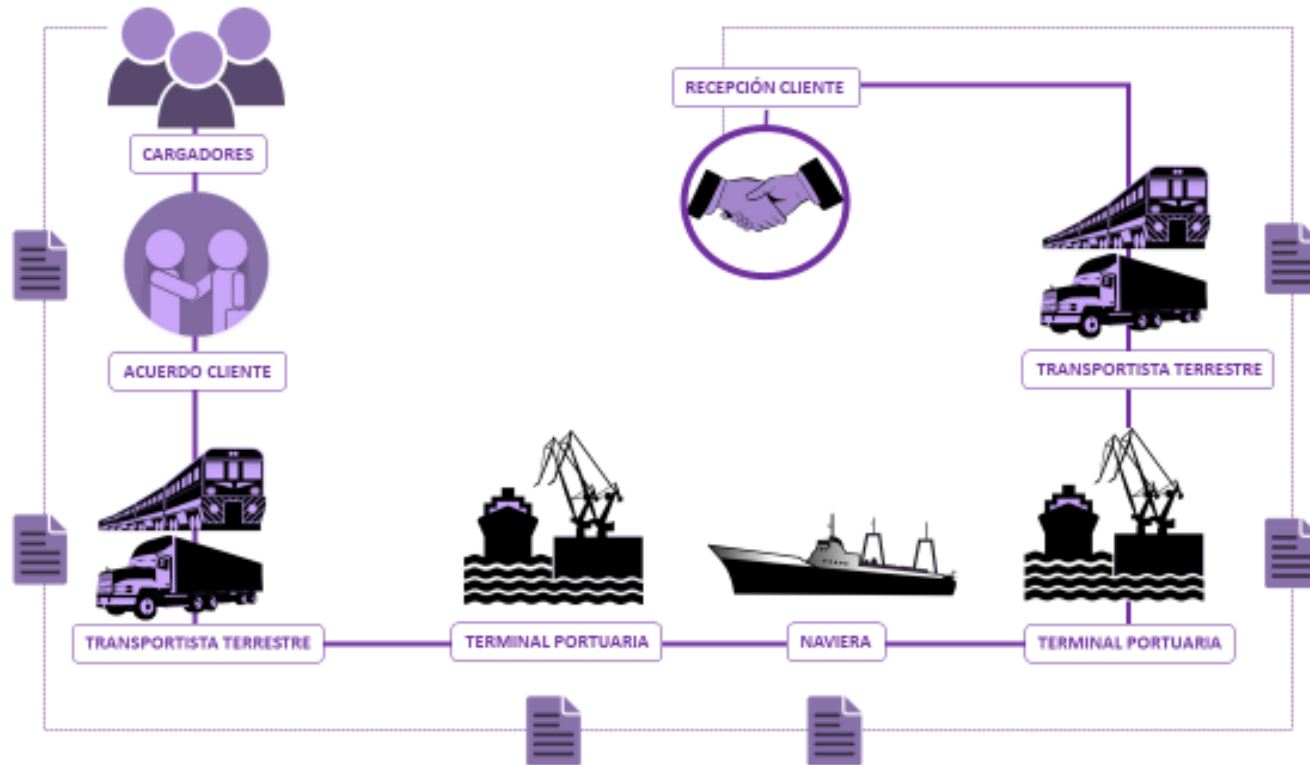 CARGADORES
ACUERDO CLIENTE
TRANSPORTISTA TERRESTRE
TERMINAL PORTUARIA
NAVIERA
TERMINAL PORTUARIA
TRANSPORTISTA TERRESTRE
RECEPCIÓN CLIENTE